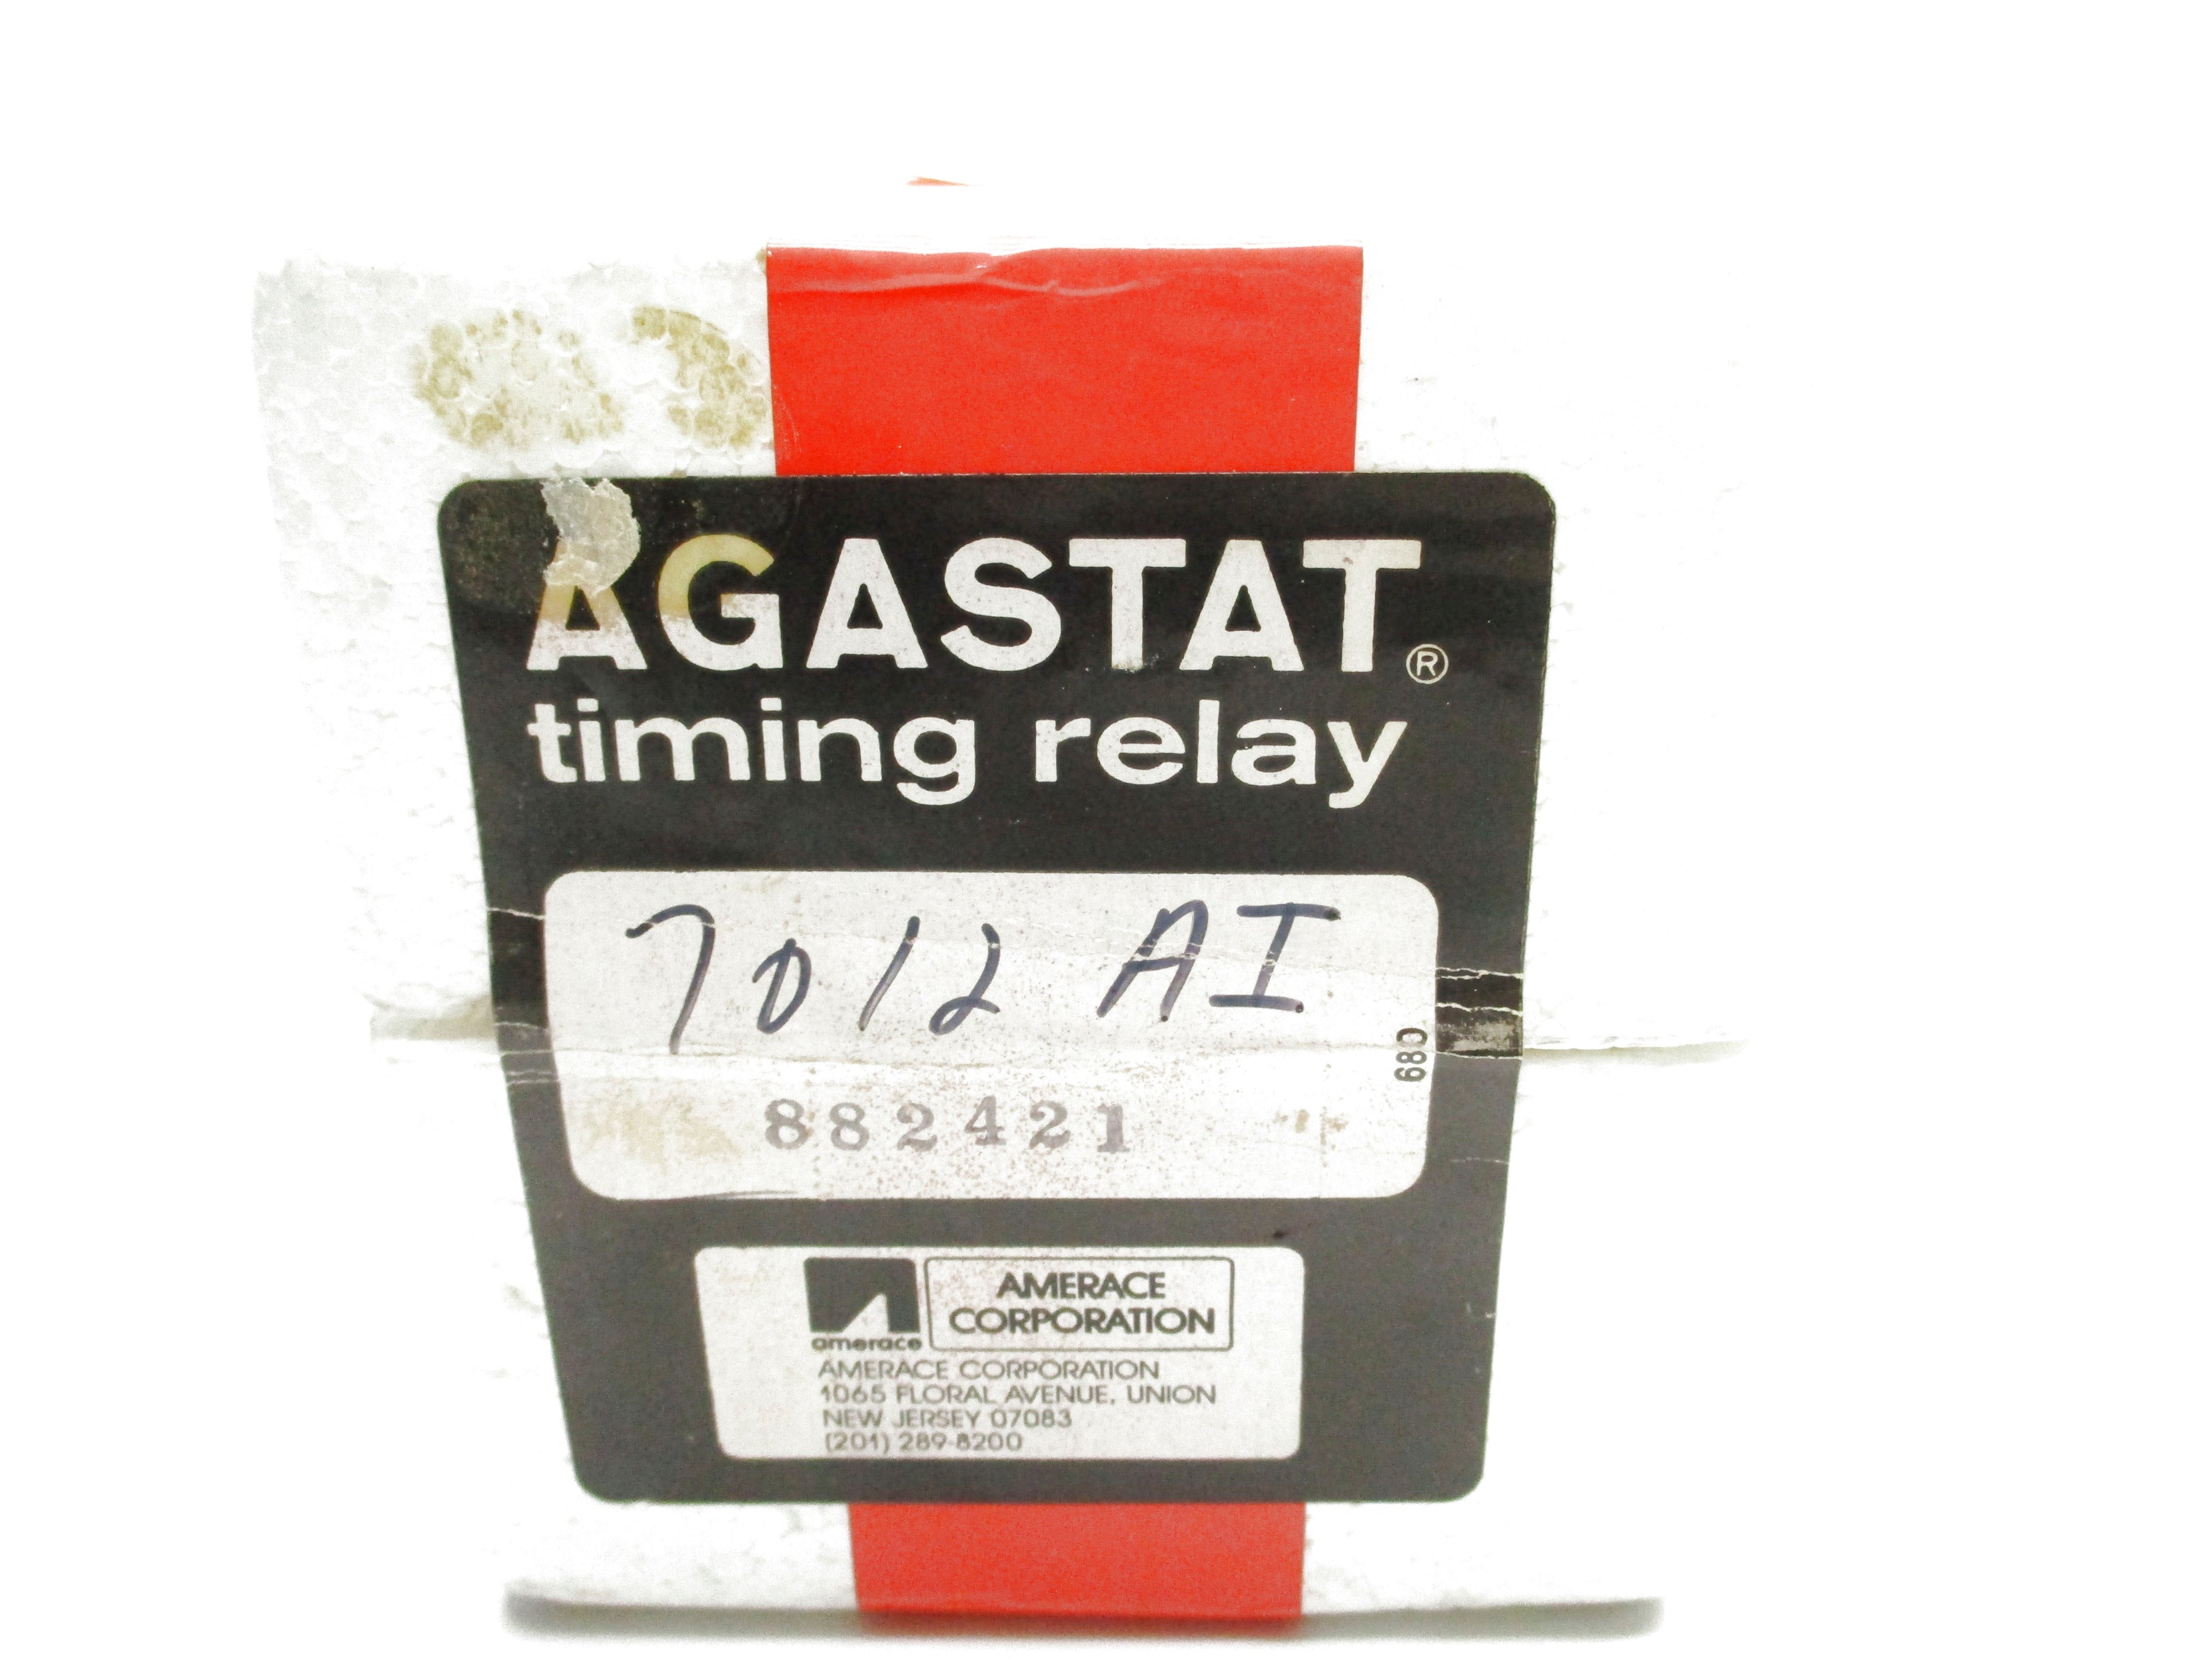 AGASTAT®
timing relay
7012 AI
680
882421
amerace
AMERACE
CORPORATION
AMERACE CORPORATION
1065 FLORAL AVENUE, UNION
NEW JERSEY 07083
(201) 289-8200